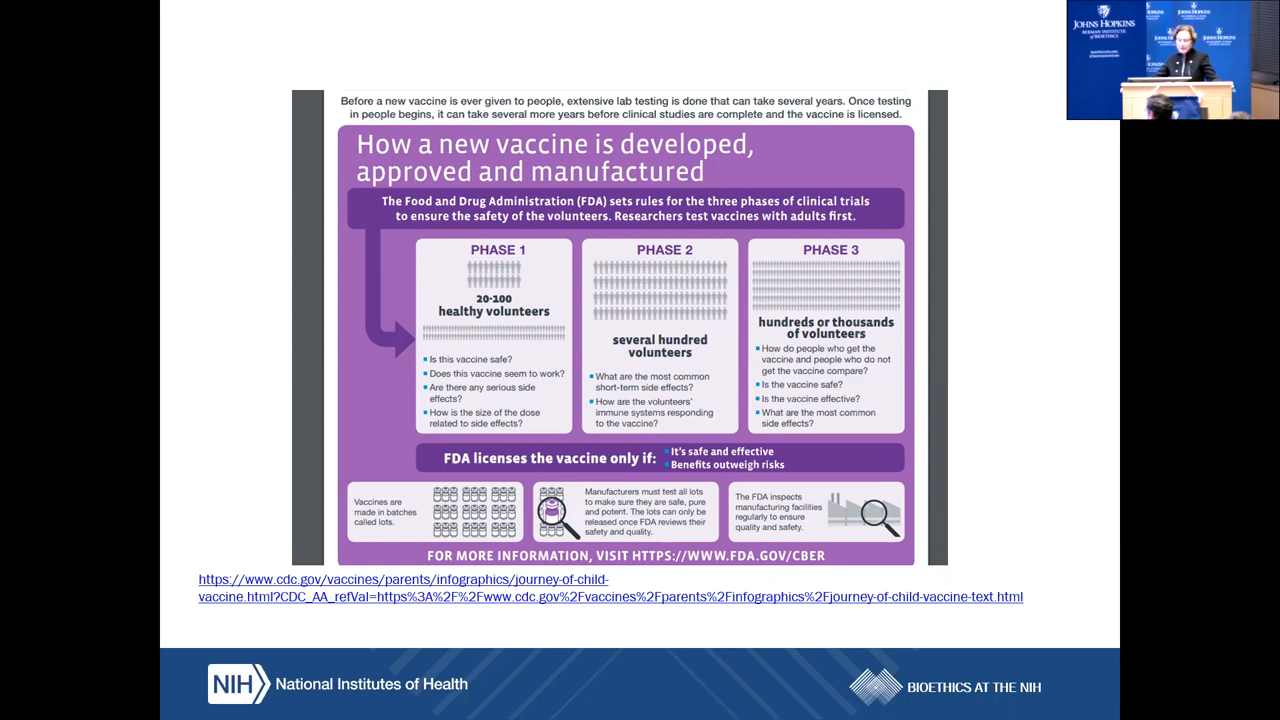 JOHNS HOPKINS
BERMAN INSTITUTE
of BIOETHICS
JOHNS HOPKINS
JOHNS HOPKINS
JOHNS HOPKINS
Before a new vaccine is ever given to people, extensive lab testing is done that can take several years. Once testing
in people begins, it can take several more years before clinical studies are complete and the vaccine is licensed.
How a new vaccine is developed,
approved and manufactured
The Food and Drug Administration (FDA) sets rules for the three phases of clinical trials
to ensure the safety of the volunteers. Researchers test vaccines with adults first.
PHASE 1
20-100
healthy volunteers
Is this vaccine safe?
Does this vaccine seem to work?
Are there any serious side
effects?
How is the size of the dose
related to side effects?
PHASE 2
several hundred
volunteers
What are the most common
short-term side effects?
How are the volunteers'
immune systems responding
to the vaccine?
PHASE 3
hundreds or thousands
of volunteers
How do people who get the
vaccine and people who do not
get the vaccine compare?
Is the vaccine safe?
Is the vaccine effective?
What are the most common
side effects?
FDA licenses the vaccine only if:
It's safe and effective
Benefits outweigh risks
Vaccines are
made in batches
called lots.
Manufacturers must test all lots
to make sure they are safe, pure
and potent. The lots can only be
released once FDA reviews their
safety and quality.
The FDA inspects
manufacturing facilities
regularly to ensure
quality and safety.
FOR MORE INFORMATION, VISIT HTTPS://WWW.FDA.GOV/CBER
https://www.cdc.gov/vaccines/parents/infographics/journey-of-child-
vaccine.html?CDC_AA_refVal=https%3A%2F%2Fwww.cdc.gov%2Fvaccines%2Fparents%2Finfographics%2Fjourney-of-child-vaccine-text.html
NIH National Institutes of Health
BIOETHICS AT THE NIH